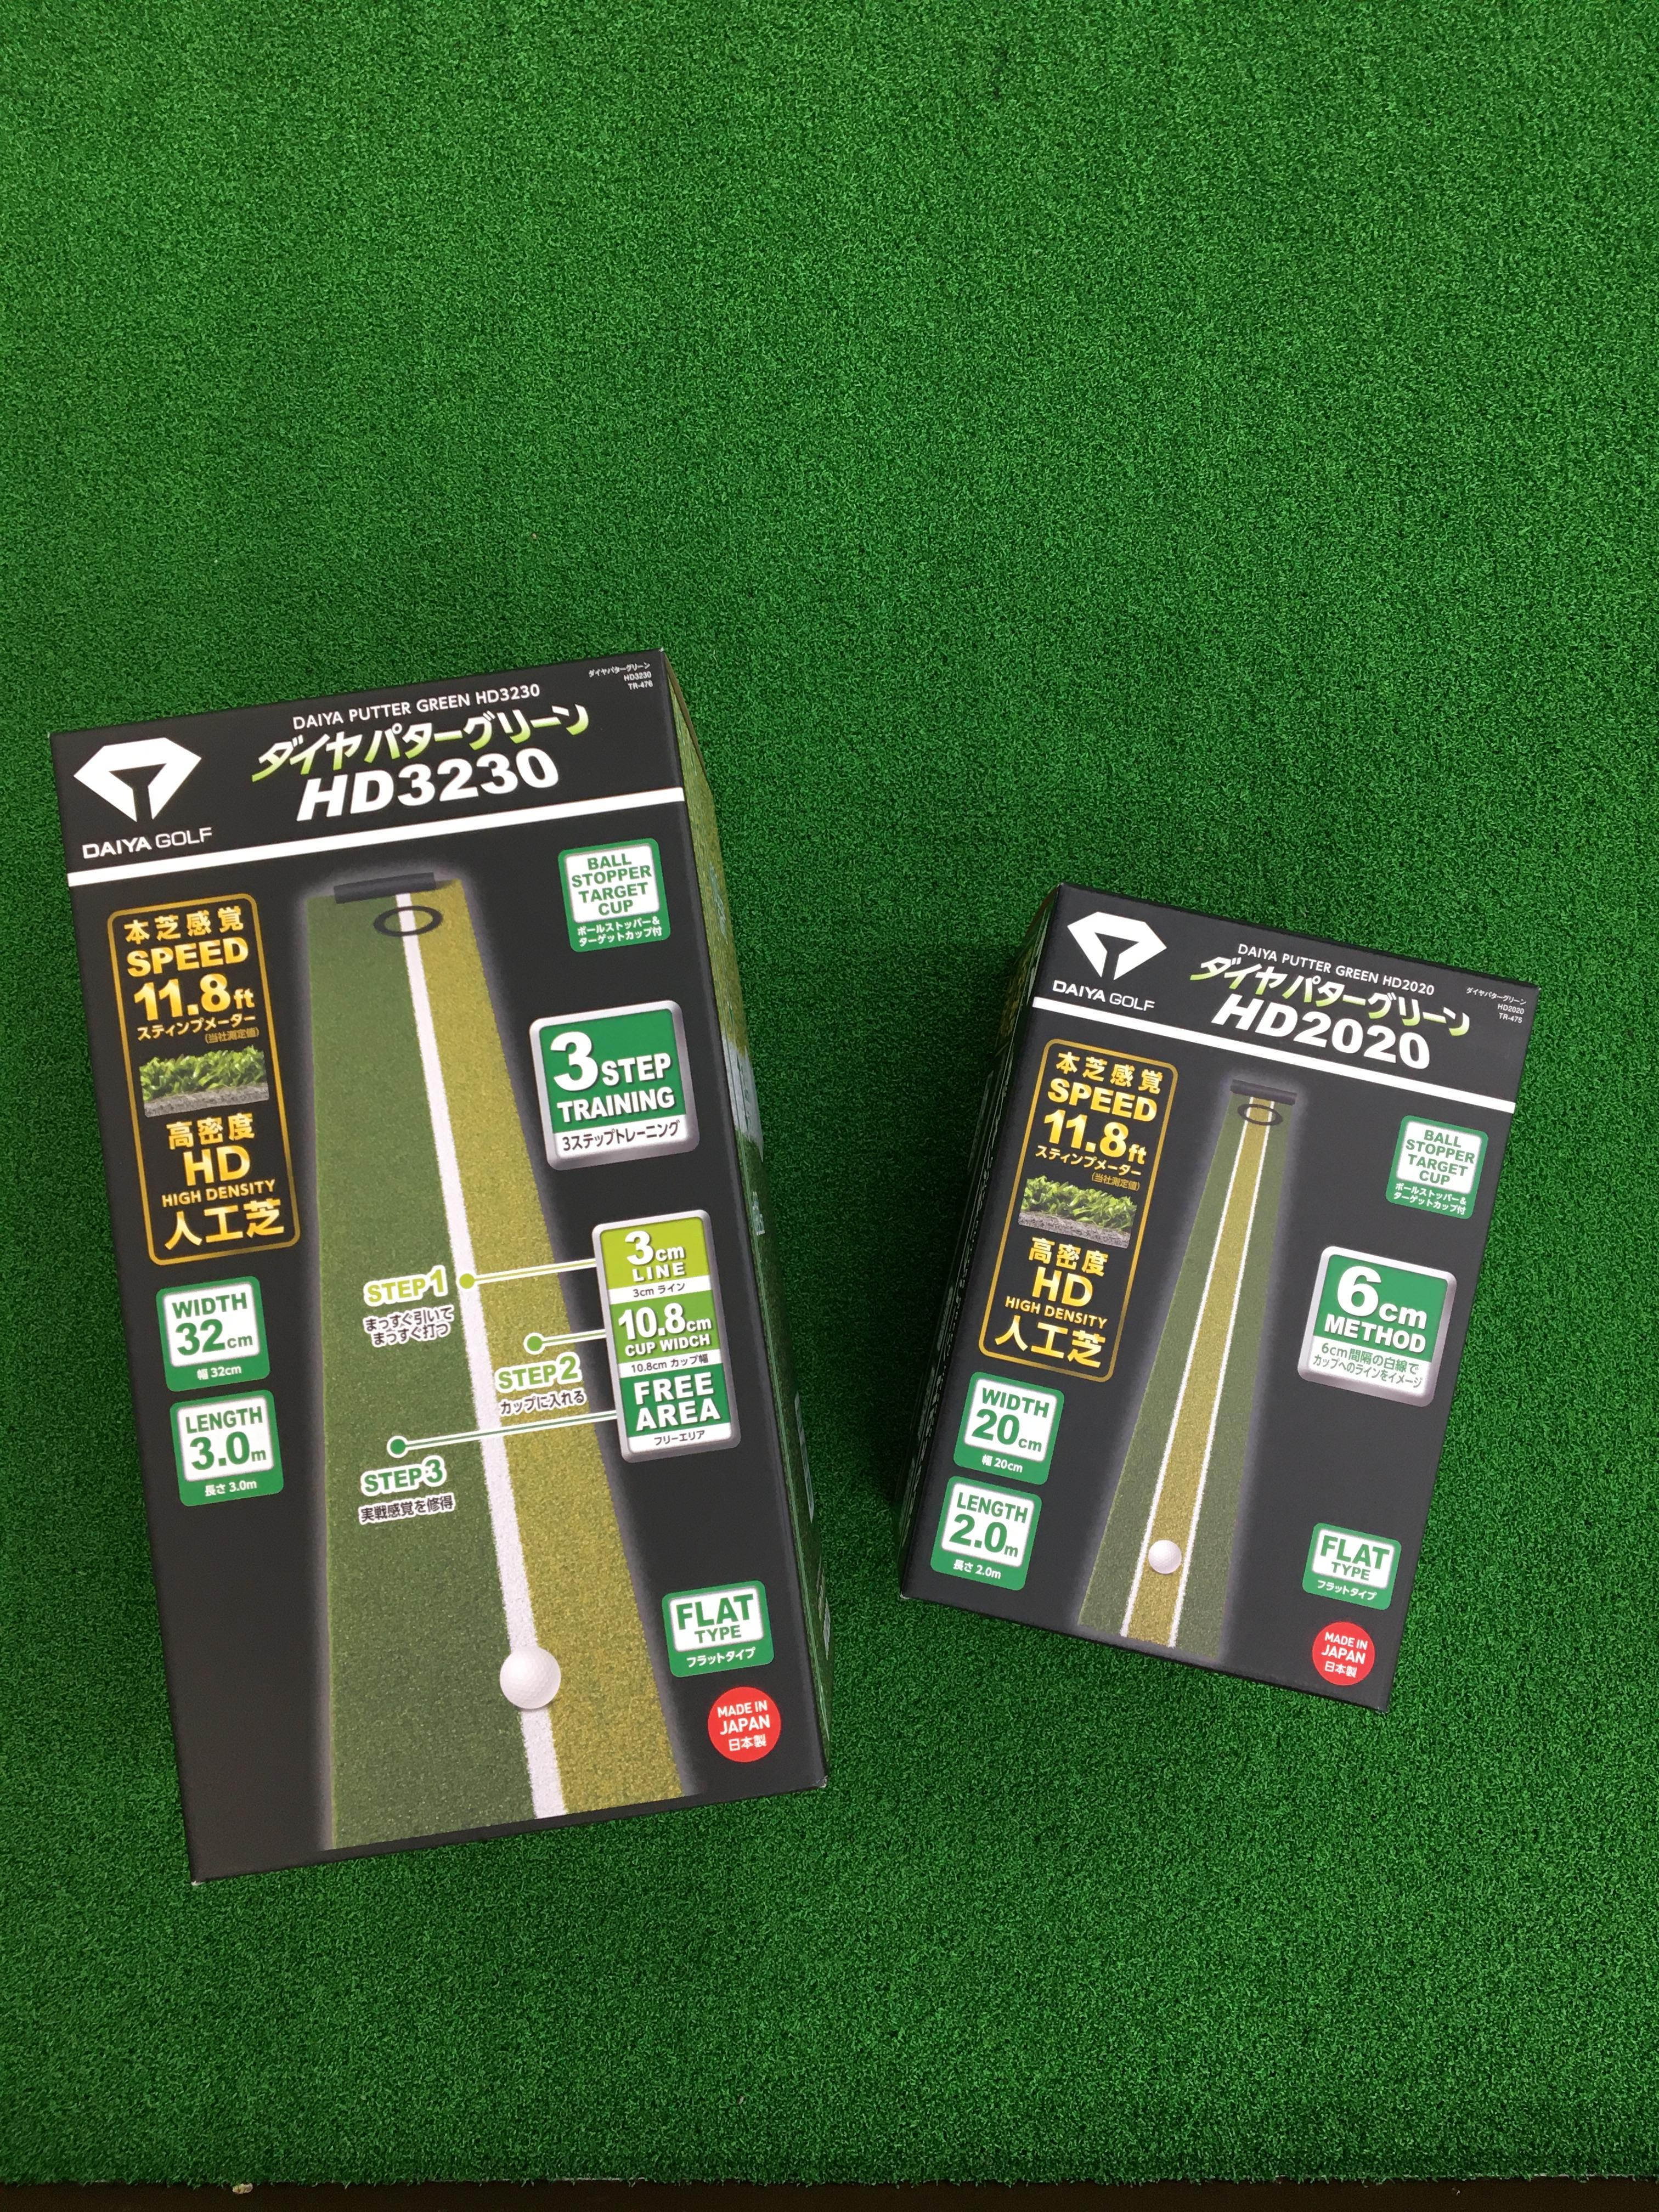 ダイヤパターグリーン
HD3230
TR-476
DAIYA PUTTER GREEN HD3230
ダイヤパターグリーン
HD3230
DAIYA GOLF
本芝感覚
SPEED
11.8ft
スティンプメーター
(当社測定値)
高密度
HD
HIGH DENSITY
人工芝
WIDTH
32cm
幅 32cm
LENGTH
3.0m
長さ 3.0m
BALL
STOPPER
TARGET
CUP
ボールストッパー&
ターゲットカップ付
3STEP
TRAINING
3ステップトレーニング
3cm
LINE
3cm ライン
10.8cm
CUP WIDCH
10.8cm カップ幅
FREE
AREA
フリーエリア
STEP1
まっすぐ引いて
まっすぐ打つ
STEP2
カップに入れる
STEP3
実戦感覚を修得
FLAT
TYPE
フラットタイプ
MADE IN
JAPAN
日本製
DAIYA PUTTER GREEN HD2020
ダイヤパターグリーン
HD2020
ダイヤパターグリーン
HD2020
TR-475
DAIYA GOLF
本芝感覚
SPEED
11.8ft
スティンプメーター
(当社測定値)
高密度
HD
HIGH DENSITY
人工芝
WIDTH
20cm
幅 20cm
LENGTH
2.0m
長さ 2.0m
BALL
STOPPER
TARGET
CUP
ボールストッパー&
ターゲットカップ付
6cm
METHOD
6cm間隔の白線で
カップへのラインをイメージ
FLAT
TYPE
フラットタイプ
MADE IN
JAPAN
日本製